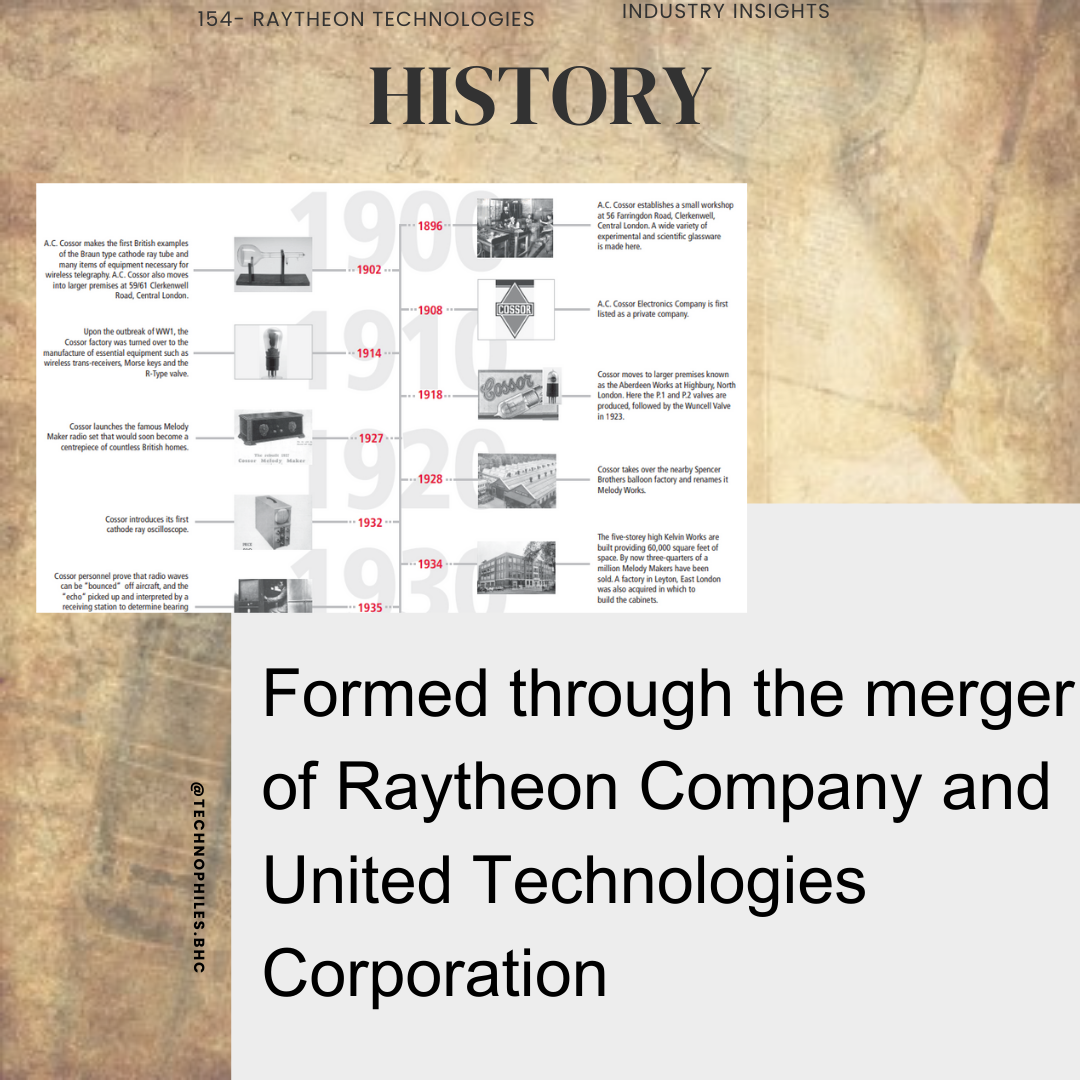 154- RAYTHEON TECHNOLOGIES
INDUSTRY INSIGHTS
HISTORY
1900
1896
A.C. Cossor establishes a small workshop
at 56 Farringdon Road, Clerkenwell,
Central London. A wide variety of
experimental and scientific glassware
is made here.
A.C. Cossor makes the first British examples
of the Braun type cathode ray tube and
many items of equipment necessary for
wireless telegraphy. A.C. Cossor also moves
into larger premises at 59/61 Clerkenwell
Road, Central London.
1902
1908
COSSOR
A.C. Cossor Electronics Company is first
listed as a private company.
1910
Upon the outbreak of WW1, the
Cossor factory was turned over to the
manufacture of essential equipment such as
wireless trans-receivers, Morse keys and the
R-Type valve.
1914
1918
Cossor
Cossor moves to larger premises known
as the Aberdeen Works at Highbury, North
London. Here the P.1 and P.2 valves are
produced, followed by the Wuncell Valve
in 1923.
Cossor launches the famous Melody
Maker radio set that would soon become a
centrepiece of countless British homes.
Cossor Melody Maker
1927
1920
1928
Cossor takes over the nearby Spencer
Brothers balloon factory and renames it
Melody Works.
Cossor introduces its first
cathode ray oscilloscope.
1932
1930
1934
The five-storey high Kelvin Works are
built providing 60,000 square feet of
space. By now three-quarters of a
million Melody Makers have been
sold. A factory in Leyton, East London
was also acquired in which to
build the cabinets.
Cossor personnel prove that radio waves
can be "bounced" off aircraft, and the
"echo" picked up and interpreted by a
receiving station to determine bearing
1935
Formed through the merger
of Raytheon Company and
United Technologies
Corporation
@TECHNOPHILES.BHC